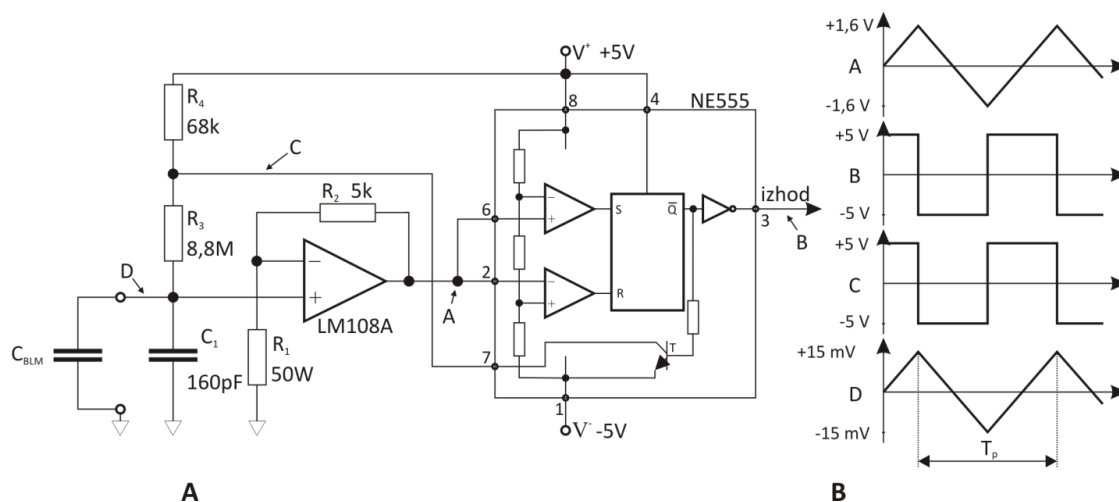 V⁺ +5V
R₄
68k
C
8
4
NE555
R₂ 5k
R₃
8,8M
6
S
Q̅
izhod
3
B
D
2
R
A
LM108A
C_BLM
C₁
160pF
R₁
50W
7
T
1
V⁻ -5V
A
+1,6 V
A
-1,6 V
+5 V
B
-5 V
+5 V
C
-5 V
+15 mV
D
-15 mV
Tₚ
B